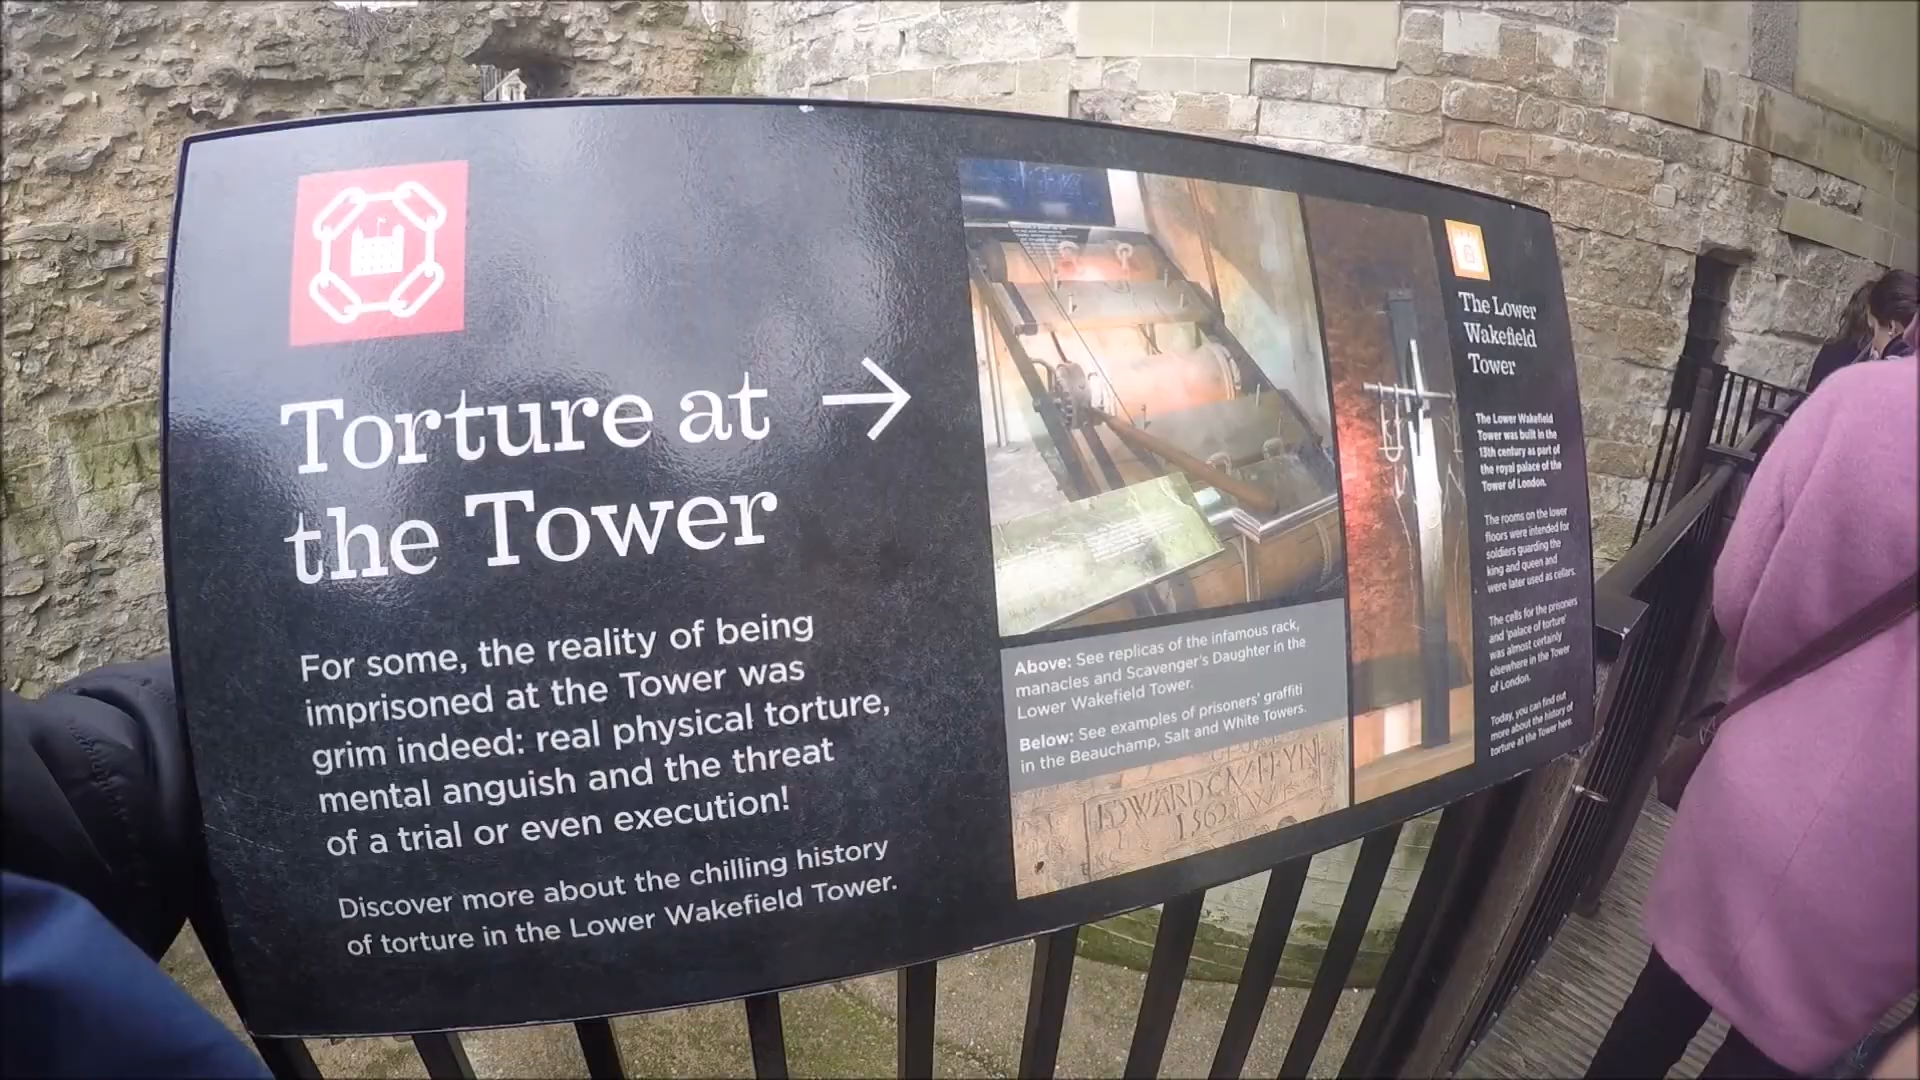 Torture at
the Tower
For some, the reality of being
imprisoned at the Tower was
grim indeed: real physical torture,
mental anguish and the threat
of a trial or even execution!
Discover more about the chilling history
of torture in the Lower Wakefield Tower.
Above: See replicas of the infamous rack,
manacles and Scavenger's Daughter in the
Lower Wakefield Tower.
Below: See examples of prisoners' graffiti
in the Beauchamp, Salt and White Towers.
The Lower
Wakefield
Tower
The Lower Wakefield
Tower was built in the
13th century as part of
the royal palace of the
Tower of London.
The rooms on the lower
floors were intended for
soldiers guarding the
king and queen and
were later used as cellars.
The cells for the prisoners
and 'palace of torture'
was almost certainly
elsewhere in the Tower
of London.
Today, you can find out
more about the history of
torture at the Tower here.